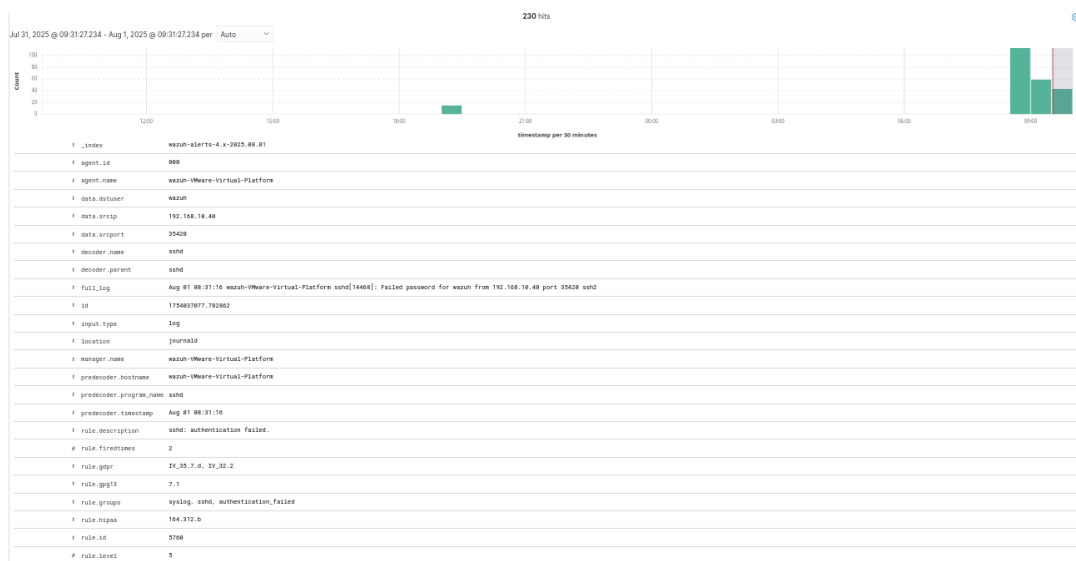 230 hits
Jul 31, 2025 @ 09:31:27.234 - Aug 1, 2025 @ 09:31:27.234 per Auto
Count
100
80
60
40
20
0
12:00 15:00 18:00 21:00 00:00 03:00 06:00 09:00
timestamp per 30 minutes
t _index wazuh-alerts-4.x-2025.08.01
t agent.id 000
t agent.name wazuh-VMware-Virtual-Platform
t data.dstuser wazuh
t data.srcip 192.168.10.40
t data.srcport 35420
t decoder.name sshd
t decoder.parent sshd
t full_log Aug 01 08:31:16 wazuh-VMware-Virtual-Platform sshd[14468]: Failed password for wazuh from 192.168.10.40 port 35420 ssh2
t id 1754037077.782862
t input.type log
t location journald
t manager.name wazuh-VMware-Virtual-Platform
t predecoder.hostname wazuh-VMware-Virtual-Platform
t predecoder.program_name sshd
t predecoder.timestamp Aug 01 08:31:16
t rule.description sshd: authentication failed.
# rule.firedtimes 2
t rule.gdpr IV_35.7.d, IV_32.2
t rule.gpg13 7.1
t rule.groups syslog, sshd, authentication_failed
t rule.hipaa 164.312.b
t rule.id 5760
# rule.level 5